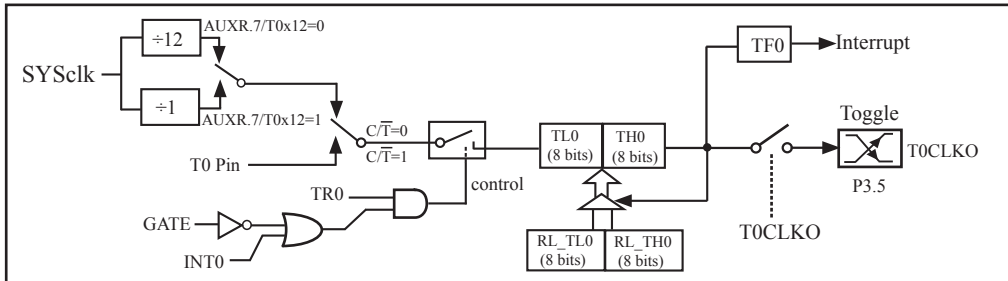 AUXR.7/T0x12=0
÷12
SYSclk
÷1
AUXR.7/T0x12=1
T0 Pin
C/T̅=0
C/T̅=1
TR0
GATE
INT0
control
TL0
(8 bits)
TH0
(8 bits)
RL_TL0
(8 bits)
RL_TH0
(8 bits)
TF0
Interrupt
Toggle
T0CLKO
P3.5
T0CLKO